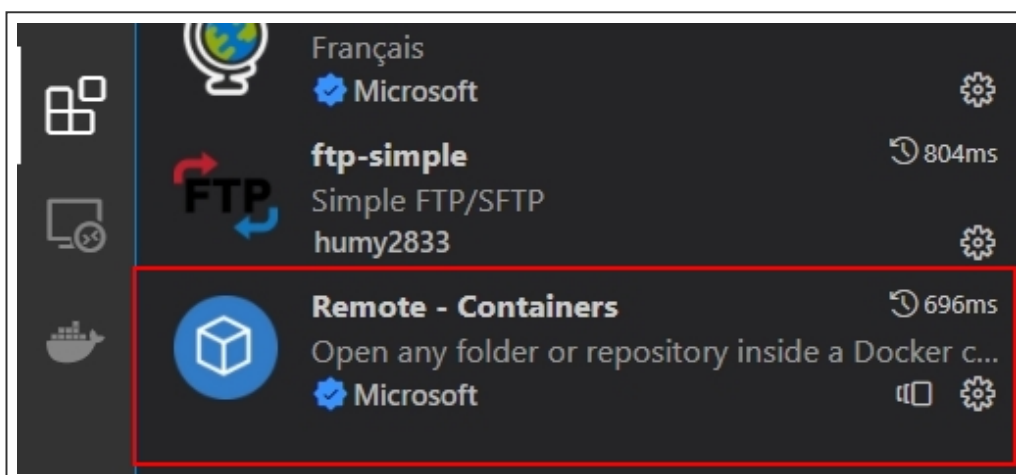 Français
Microsoft
ftp-simple 804ms
FTP
Simple FTP/SFTP
humy2833
Remote - Containers 696ms
Open any folder or repository inside a Docker c...
Microsoft